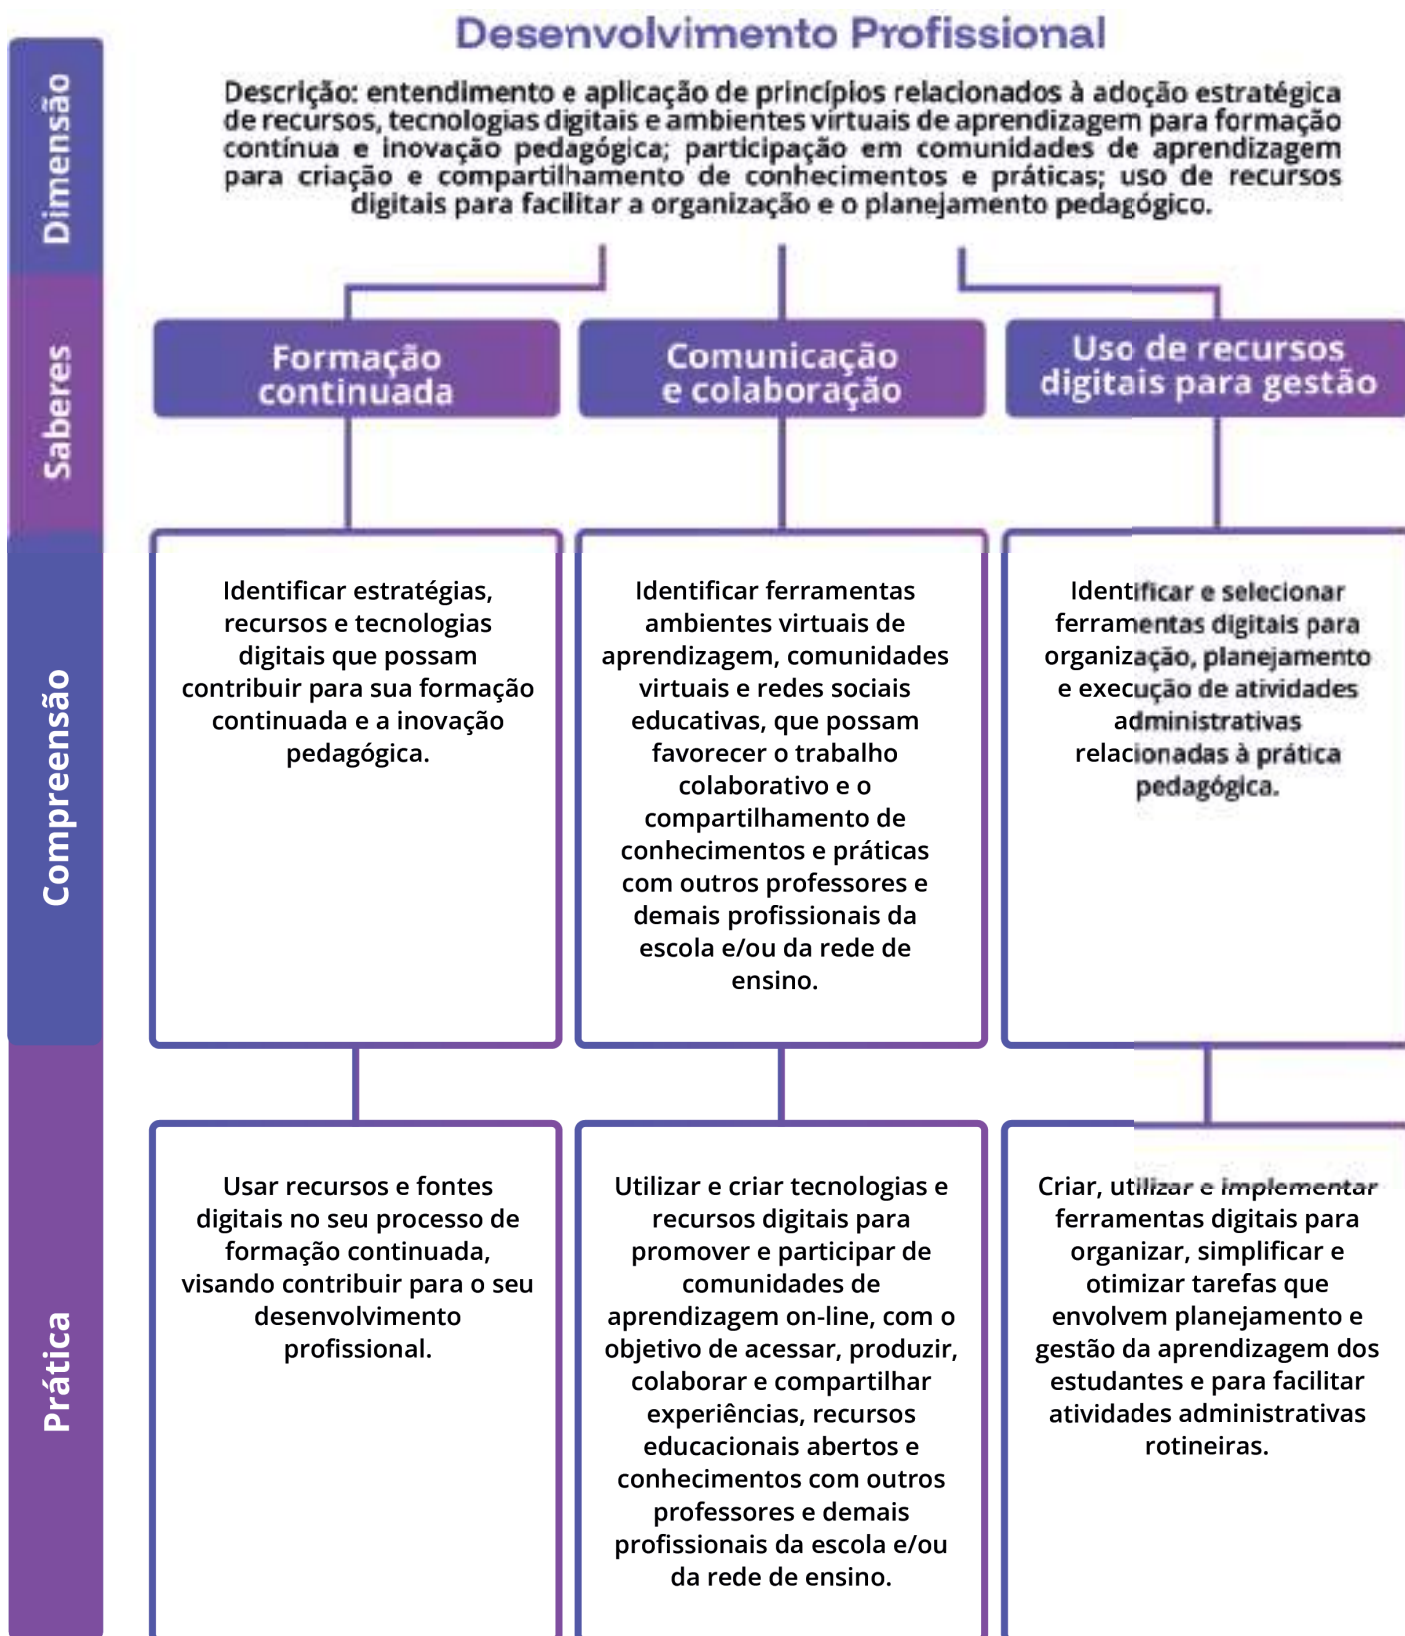 Desenvolvimento Profissional
Dimensão
Descrição: entendimento e aplicação de princípios relacionados à adoção estratégica
de recursos, tecnologias digitais e ambientes virtuais de aprendizagem para formação
contínua e inovação pedagógica; participação em comunidades de aprendizagem
para criação e compartilhamento de conhecimentos e práticas; uso de recursos
digitais para facilitar a organização e o planejamento pedagógico.
Saberes
Formação
continuada
Comunicação
e colaboração
Uso de recursos
digitais para gestão
Compreensão
Identificar estratégias,
recursos e tecnologias
digitais que possam
contribuir para sua formação
continuada e a inovação
pedagógica.
Identificar ferramentas
ambientes virtuais de
aprendizagem, comunidades
virtuais e redes sociais
educativas, que possam
favorecer o trabalho
colaborativo e o
compartilhamento de
conhecimentos e práticas
com outros professores e
demais profissionais da
escola e/ou da rede de
ensino.
Identificar e selecionar
ferramentas digitais para
organização, planejamento
e execução de atividades
administrativas
relacionadas à prática
pedagógica.
Prática
Usar recursos e fontes
digitais no seu processo de
formação continuada,
visando contribuir para o seu
desenvolvimento
profissional.
Utilizar e criar tecnologias e
recursos digitais para
promover e participar de
comunidades de
aprendizagem on-line, com o
objetivo de acessar, produzir,
colaborar e compartilhar
experiências, recursos
educacionais abertos e
conhecimentos com outros
professores e demais
profissionais da escola e/ou
da rede de ensino.
Criar, utilizar e implementar
ferramentas digitais para
organizar, simplificar e
otimizar tarefas que
envolvem planejamento e
gestão da aprendizagem dos
estudantes e para facilitar
atividades administrativas
rotineiras.